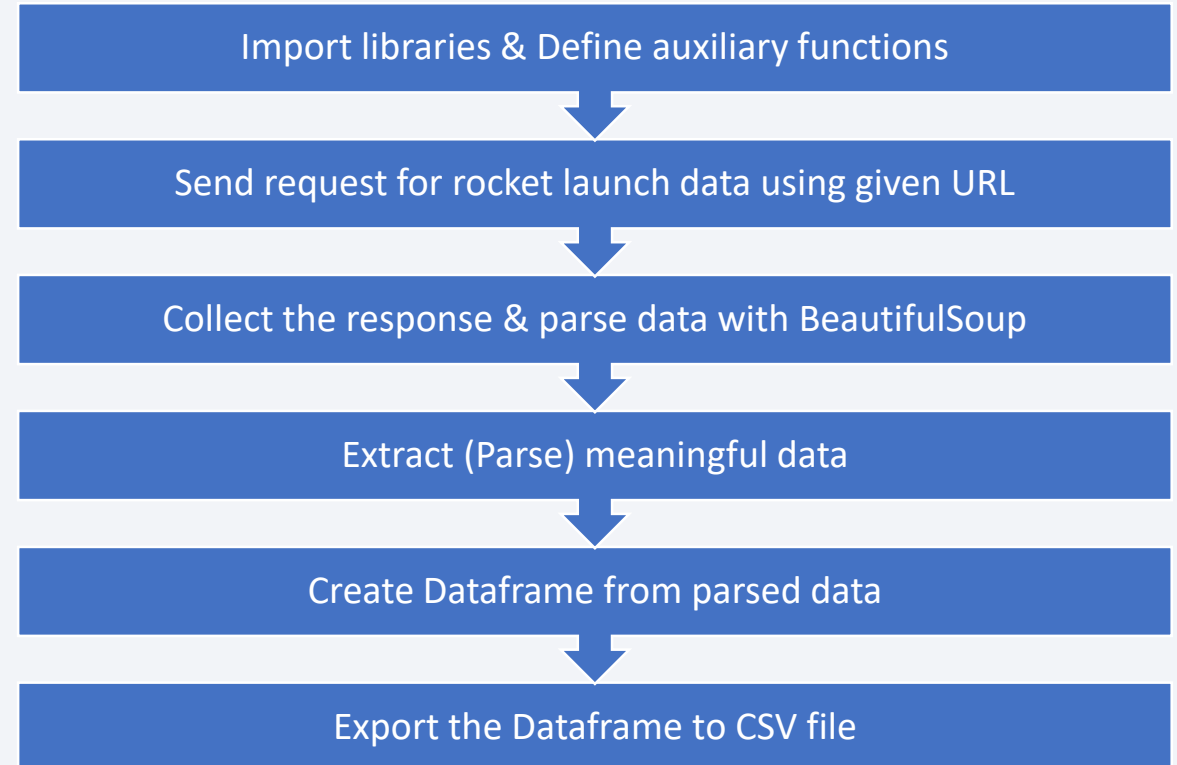 Import libraries & Define auxiliary functions
Send request for rocket launch data using given URL
Collect the response & parse data with BeautifulSoup
Extract (Parse) meaningful data
Create Dataframe from parsed data
Export the Dataframe to CSV file